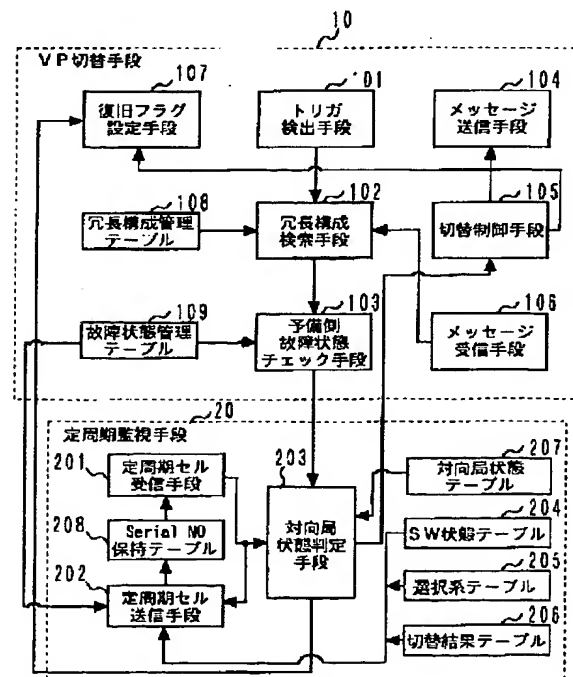 10
VP切替手段
107
復旧フラグ
設定手段
101
トリガ
検出手段
104
メッセージ
送信手段
108
冗長構成管理
テーブル
102
冗長構成
検索手段
105
切替制御手段
109
故障状態管理
テーブル
103
予備側
故障状態
チェック手段
106
メッセージ
受信手段
20
定周期監視手段
201
定周期セル
受信手段
203
対向局
状態判定
手段
207
対向局状態
テーブル
208
Serial NO
保持テーブル
204
SW状態テーブル
202
定周期セル
送信手段
205
選択系テーブル
206
切替結果テーブル